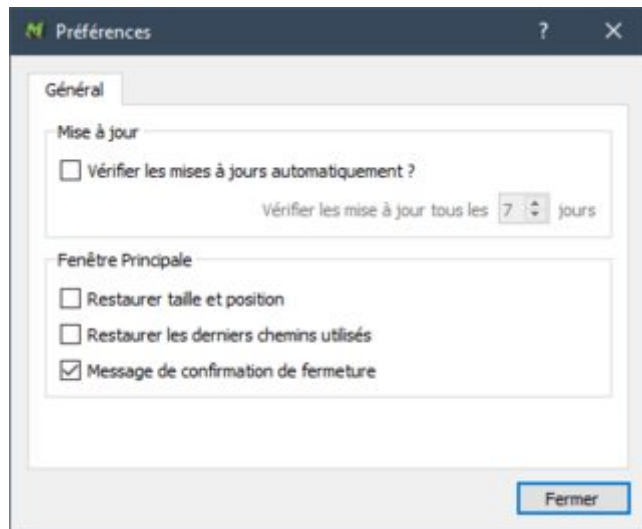 Préférences
Général
Mise à jour
Vérifier les mises à jours automatiquement ?
Vérifier les mise à jour tous les 7 jours
Fenêtre Principale
Restaurer taille et position
Restaurer les derniers chemins utilisés
Message de confirmation de fermeture
Fermer